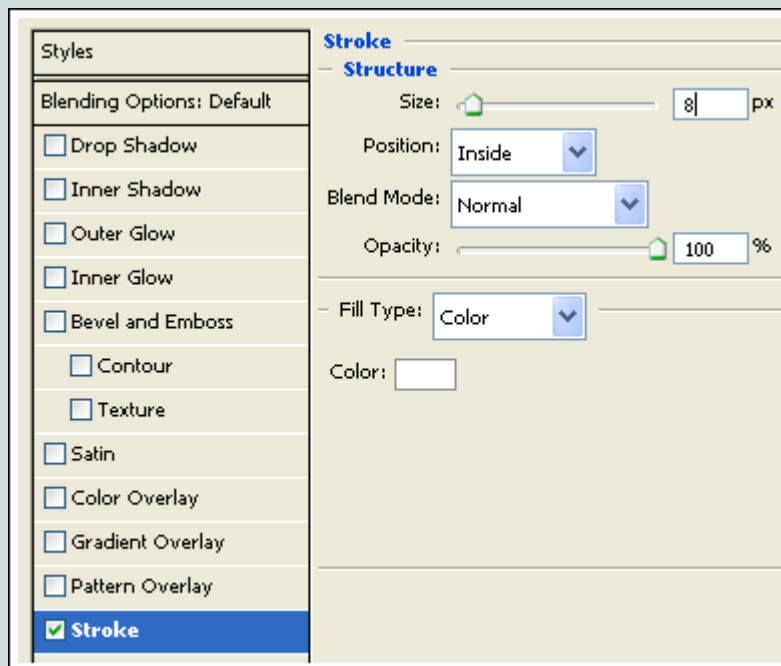 Styles
Blending Options: Default
Drop Shadow
Inner Shadow
Outer Glow
Inner Glow
Bevel and Emboss
Contour
Texture
Satin
Color Overlay
Gradient Overlay
Pattern Overlay
Stroke
Stroke
Structure
Size: 8 px
Position: Inside
Blend Mode: Normal
Opacity: 100 %
Fill Type: Color
Color: